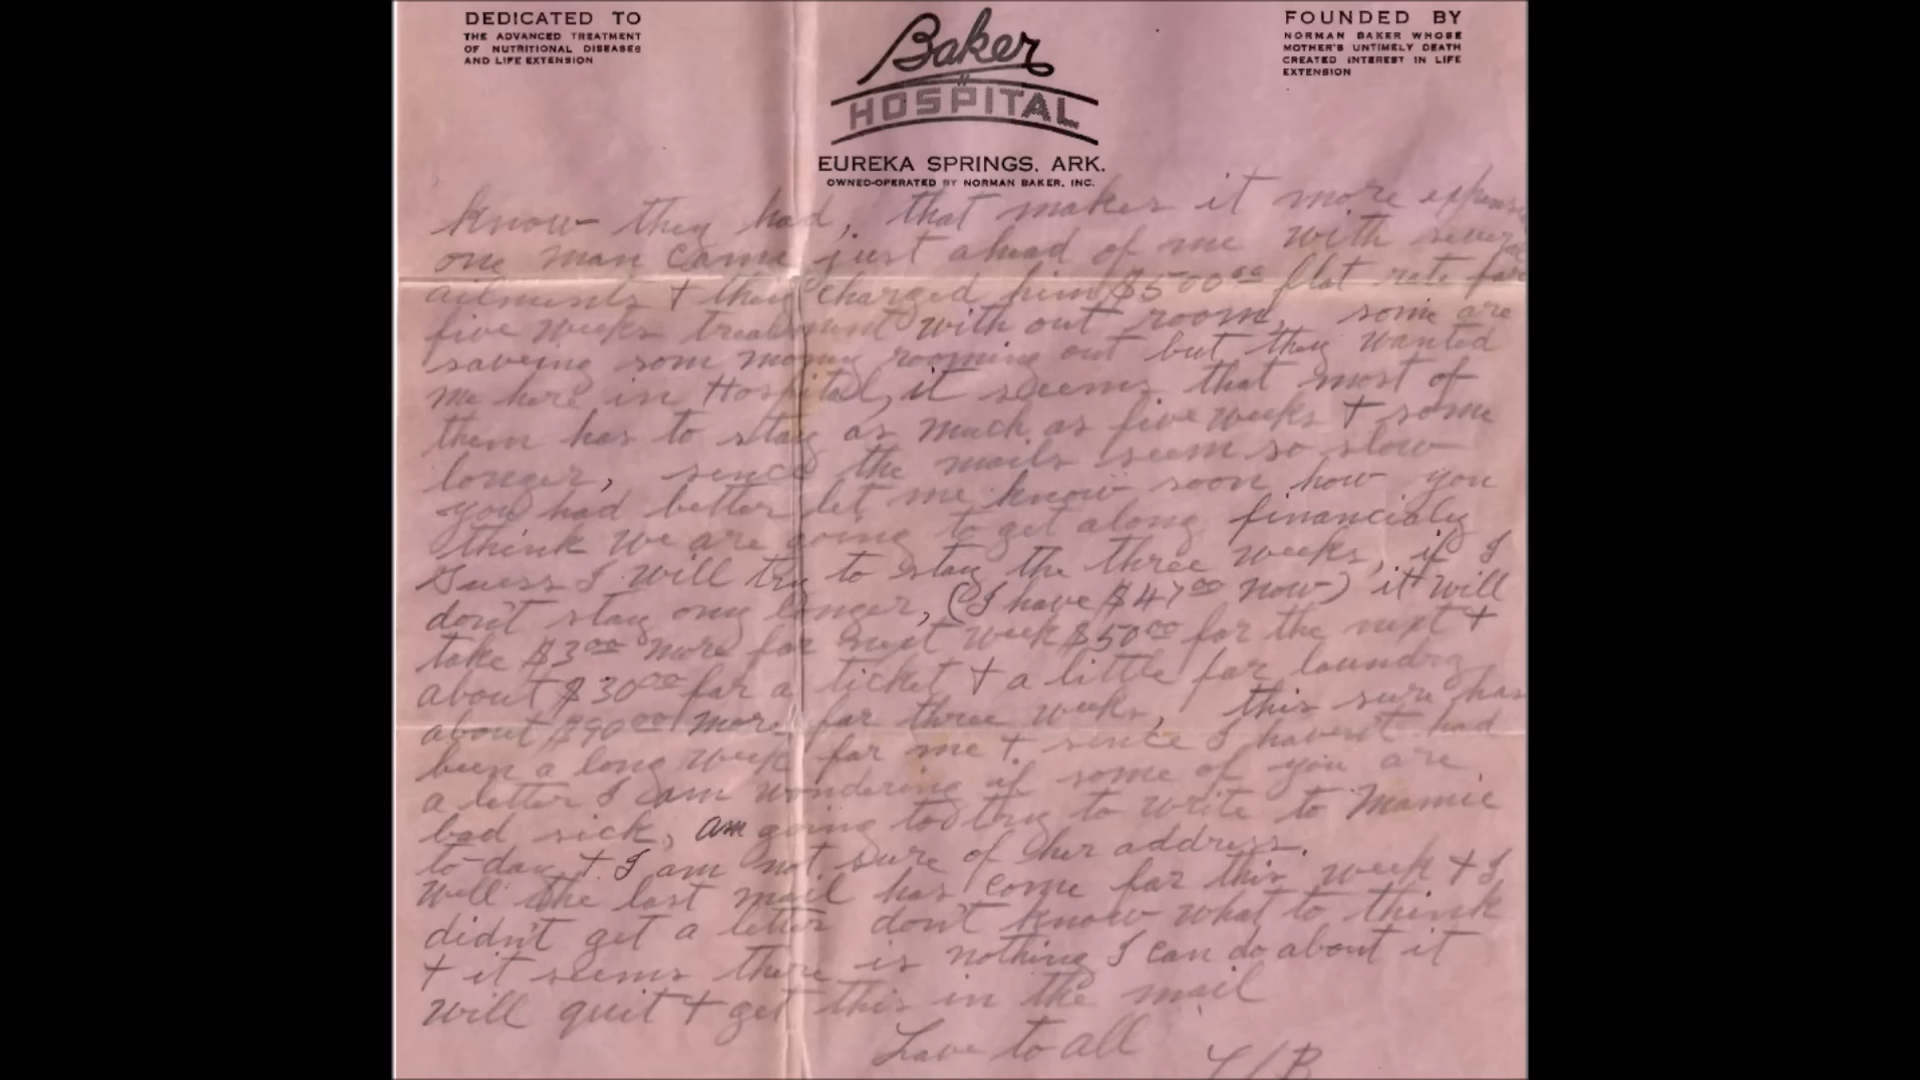 DEDICATED TO
THE ADVANCED TREATMENT
OF NUTRITIONAL DISEASES
AND LIFE EXTENSION
Baker
HOSPITAL
EUREKA SPRINGS, ARK.
OWNED-OPERATED BY NORMAN BAKER, INC.
FOUNDED BY
NORMAN BAKER WHOSE
MOTHER'S UNTIMELY DEATH
CREATED INTEREST IN LIFE
EXTENSION
know they had, that makes it more
one man came just ahead of me with
ailments + they charged him $500.00 flat rate for
five weeks treatment with out room, some are
saveing som money rooming out but they wanted
me here in Hospital, it seems that most of
them has to stay as much as five weeks + some
longer, since the mails seem so slow
you had better let me know soon how you
think we are going to get along financialy
Guess I will try to stay the three weeks, if I
don't stay any longer, (I have $47.00 now) it will
take $3.00 more for next week $50.00 for the next +
about $30.00 for a ticket + a little for laundry
about $90.00 more for three weeks, this sure has
been a long week for me + since I havent had
a letter I am wondering if some of you are
bad sick, am going to try to write to Mamie
to-day + I am not sure of her address.
Well the last mail has come for this week + I
didn't get a letter don't know what to think
+ it seems there is nothing I can do about it
will quit + get this in the mail
Love to all